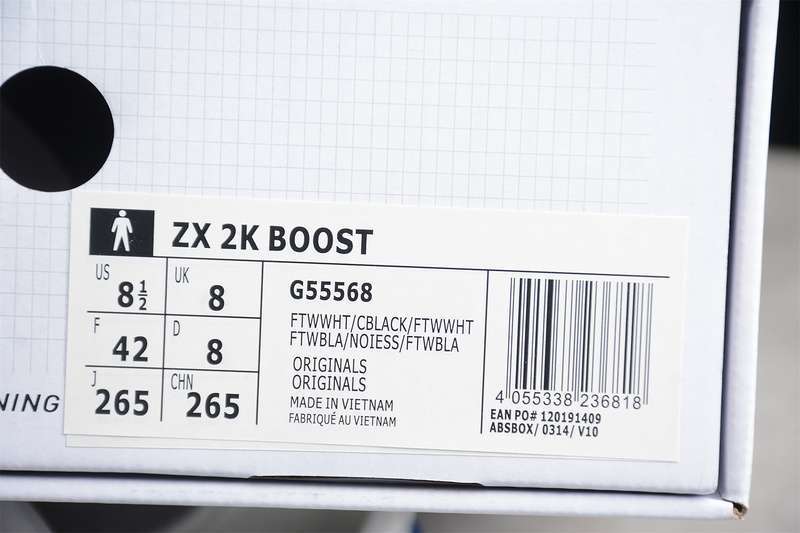 ZX 2K BOOST
US 8½ UK 8
F 42 D 8
J 265 CHN 265
G55568
FTWWHT/CBLACK/FTWWHT
FTWBLA/NOIESS/FTWBLA
ORIGINALS
ORIGINALS
MADE IN VIETNAM
FABRIQUÉ AU VIETNAM
4 055338 236818
EAN PO# 120191409
ABSBOX/ 0314/ V10
NING